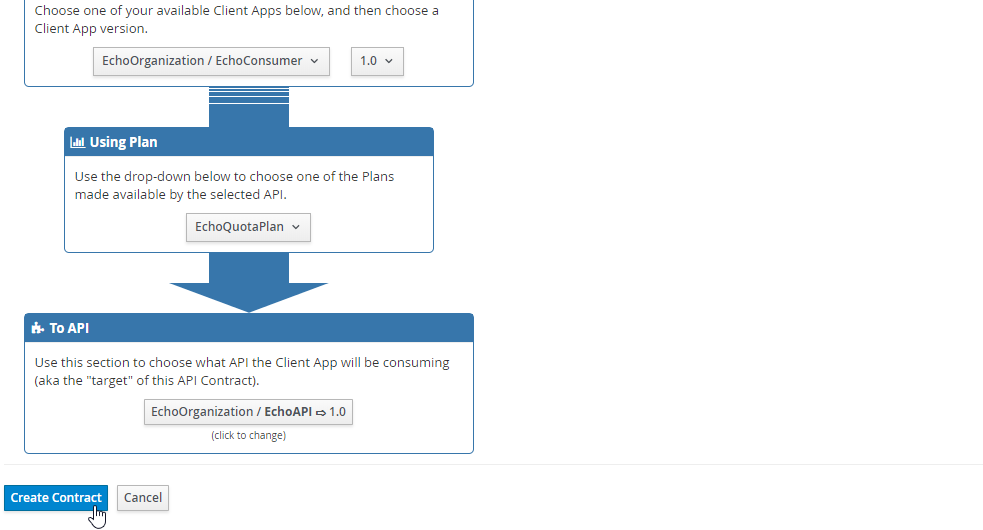 Choose one of your available Client Apps below, and then choose a
Client App version.
EchoOrganization / EchoConsumer 1.0
Using Plan
Use the drop-down below to choose one of the Plans
made available by the selected API.
EchoQuotaPlan
To API
Use this section to choose what API the Client App will be consuming
(aka the "target" of this API Contract).
EchoOrganization / EchoAPI ⇨ 1.0
(click to change)
Create Contract Cancel